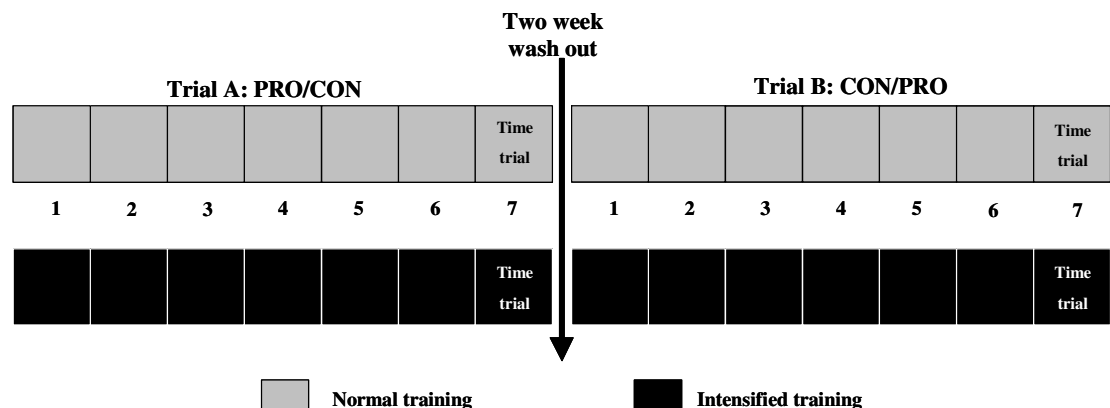 Two week
wash out
Trial A: PRO/CON
Trial B: CON/PRO
Time
trial
Time
trial
1 2 3 4 5 6 7 1 2 3 4 5 6 7
Time
trial
Time
trial
Normal training Intensified training